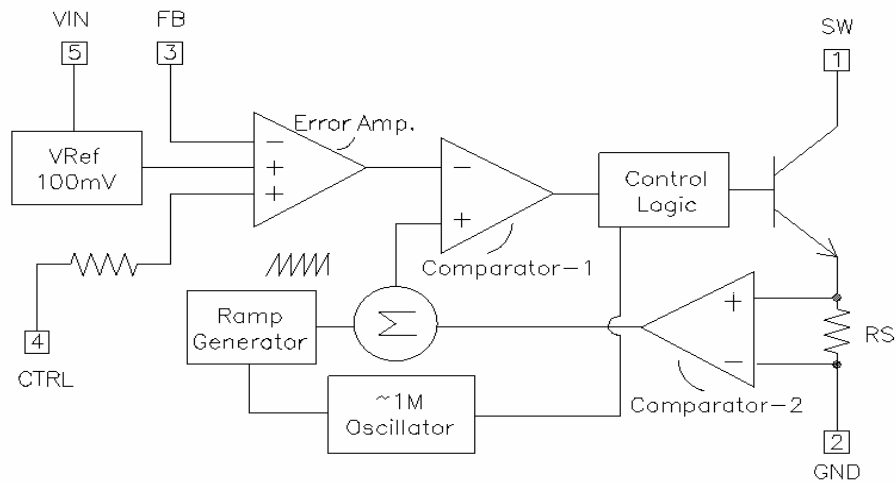 VIN
FB
SW
5
3
1
Error Amp.
VRef
100mV
−
+
+
−
+
Control
Logic
Comparator-1
Ramp
Generator
Σ
+
−
RS
4
CTRL
~1M
Oscillator
Comparator-2
2
GND